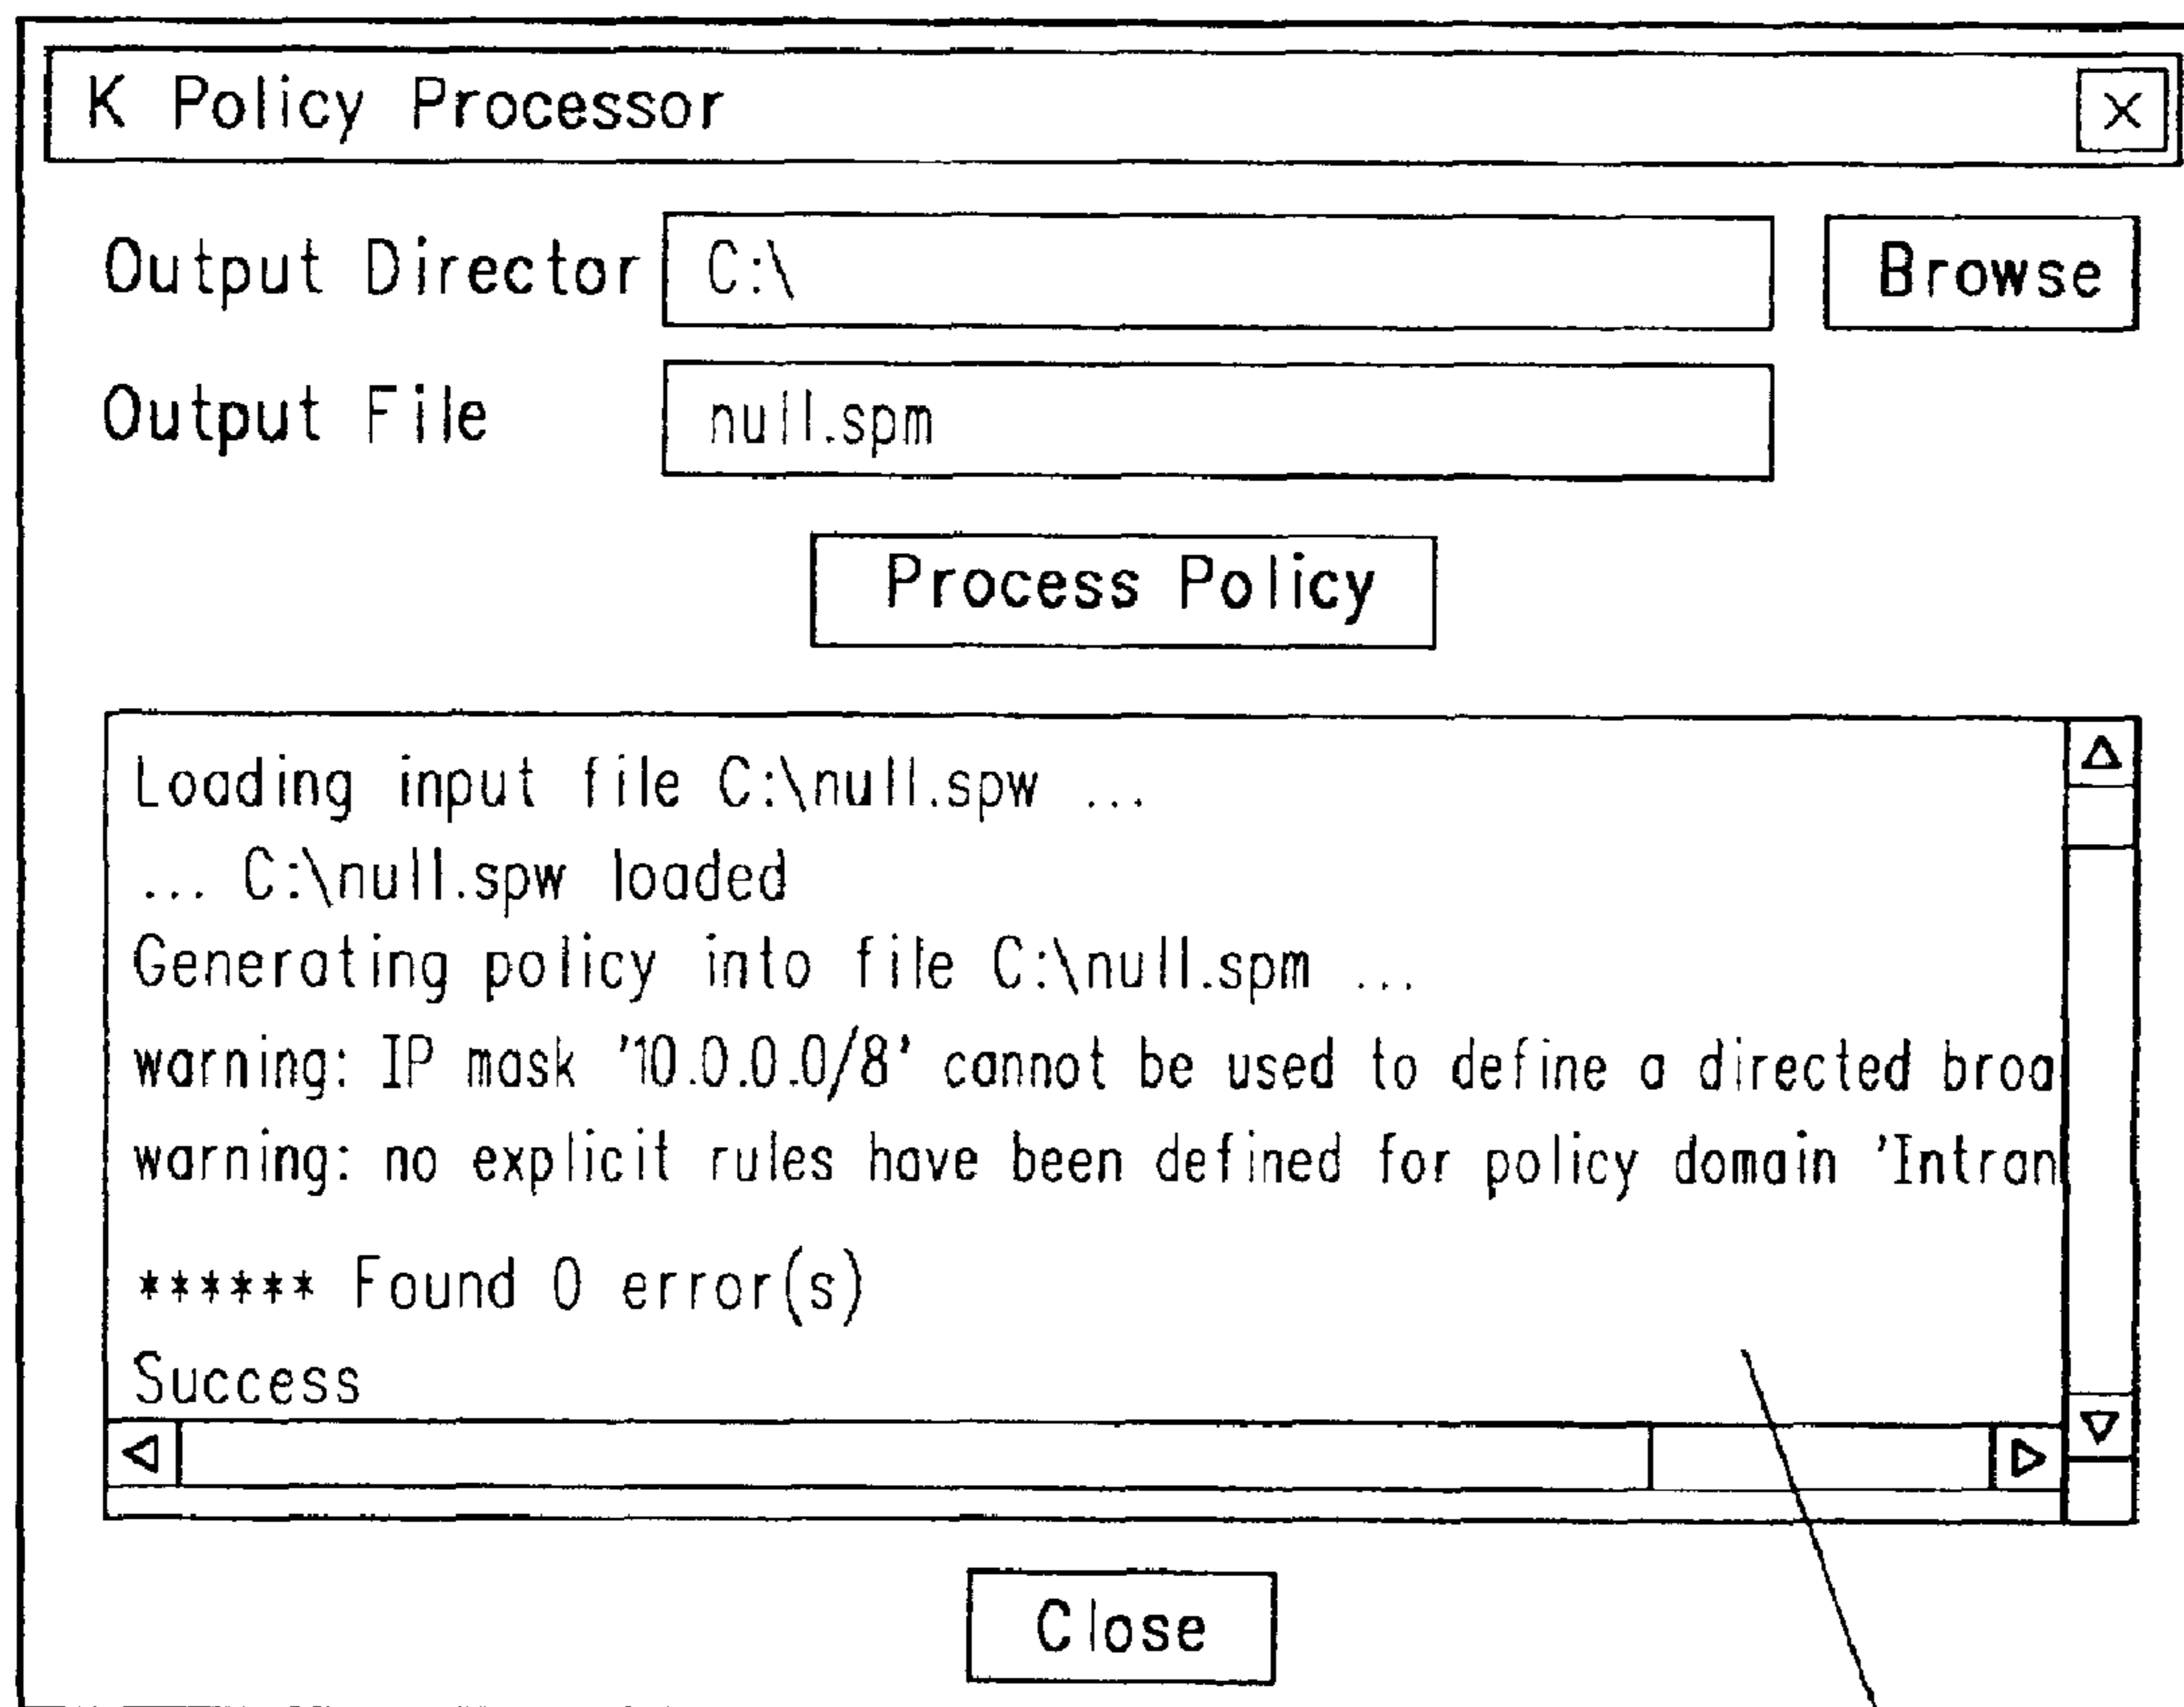 K Policy Processor X
Output Director C:\ Browse
Output File null.spm
Process Policy
Loading input file C:\null.spw ...
... C:\null.spw loaded
Generating policy into file C:\null.spm ...
warning: IP mask '10.0.0.0/8' cannot be used to define a directed broa
warning: no explicit rules have been defined for policy domain 'Intran
****** Found 0 error(s)
Success
Close